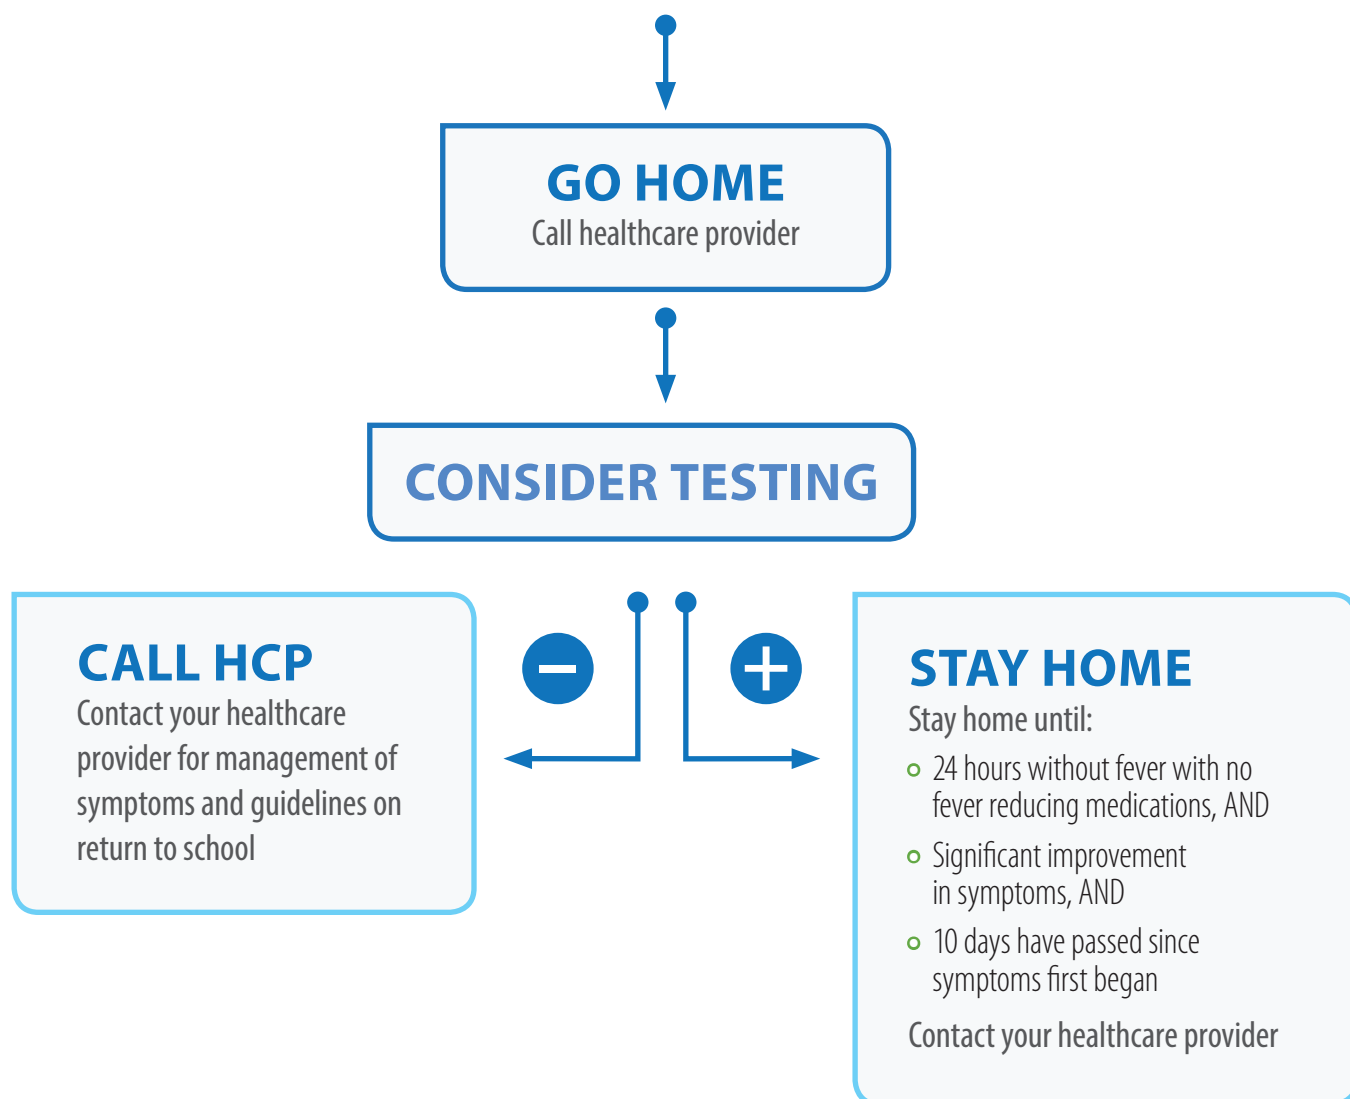 GO HOME
Call healthcare provider
CONSIDER TESTING
CALL HCP
Contact your healthcare
provider for management of
symptoms and guidelines on
return to school
STAY HOME
Stay home until:
24 hours without fever with no
fever reducing medications, AND
Significant improvement
in symptoms, AND
10 days have passed since
symptoms first began
Contact your healthcare provider